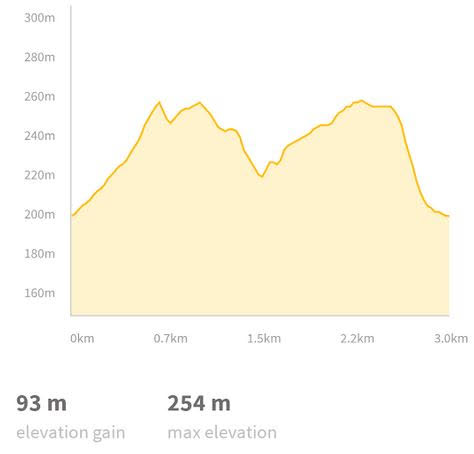 300m
280m
260m
240m
220m
200m
180m
160m
0km 0.7km 1.5km 2.2km 3.0km
93 m 254 m
elevation gain max elevation